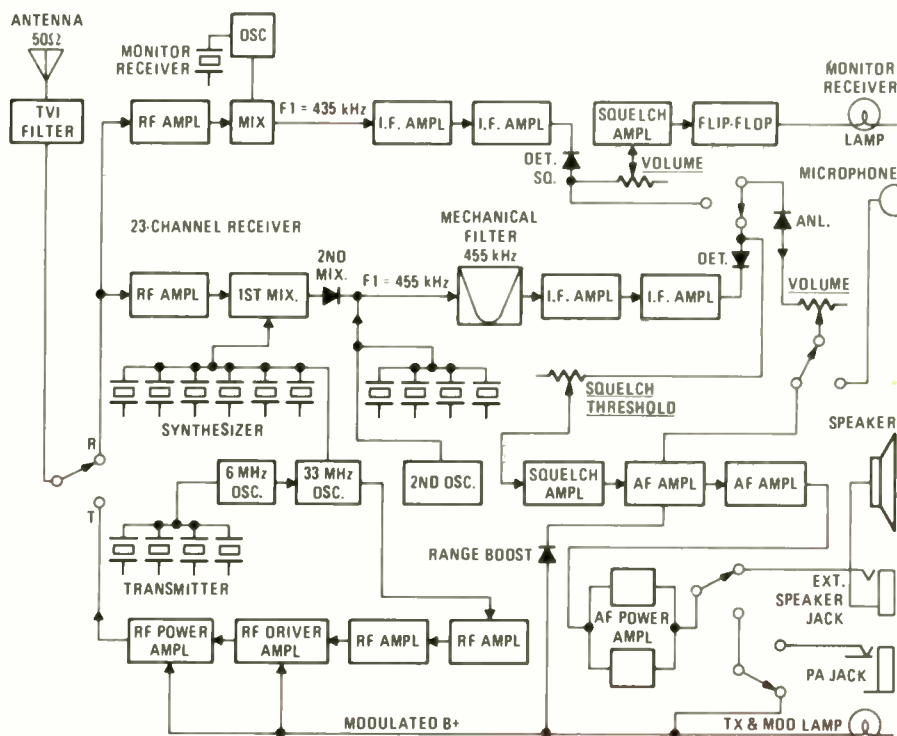 ANTENNA
50Ω
TVI
FILTER
MONITOR
RECEIVER
OSC
RF AMPL
MIX
F1 = 435 kHz
I.F. AMPL
I.F. AMPL
DET.
SQ.
SQUELCH
AMPL
VOLUME
FLIP-FLOP
MONITOR
RECEIVER
LAMP
MICROPHONE
23-CHANNEL RECEIVER
RF AMPL
1ST MIX.
2ND
MIX.
F1 = 455 kHz
MECHANICAL
FILTER
455 kHz
I.F. AMPL
I.F. AMPL
DET.
ANL.
VOLUME
SYNTHESIZER
SQUELCH
THRESHOLD
SPEAKER
R
T
6 MHz
OSC.
33 MHz
OSC.
2ND OSC.
SQUELCH
AMPL
AF AMPL
AF AMPL
TRANSMITTER
RANGE BOOST
AF POWER
AMPL
EXT.
SPEAKER
JACK
RF POWER
AMPL
RF DRIVER
AMPL
RF AMPL
RF AMPL
PA JACK
MODULATED B+
TX & MOD LAMP